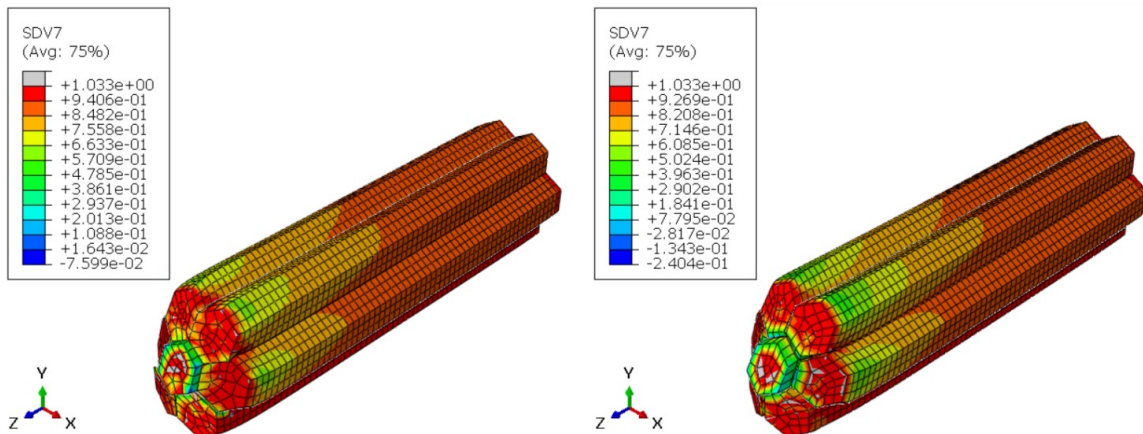 SDV7
(Avg: 75%)
+1.033e+00
+9.406e-01
+8.482e-01
+7.558e-01
+6.633e-01
+5.709e-01
+4.785e-01
+3.861e-01
+2.937e-01
+2.013e-01
+1.088e-01
+1.643e-02
-7.599e-02
Y
Z
X
SDV7
(Avg: 75%)
+1.033e+00
+9.269e-01
+8.208e-01
+7.146e-01
+6.085e-01
+5.024e-01
+3.963e-01
+2.902e-01
+1.841e-01
+7.795e-02
-2.817e-02
-1.343e-01
-2.404e-01
Y
Z
X